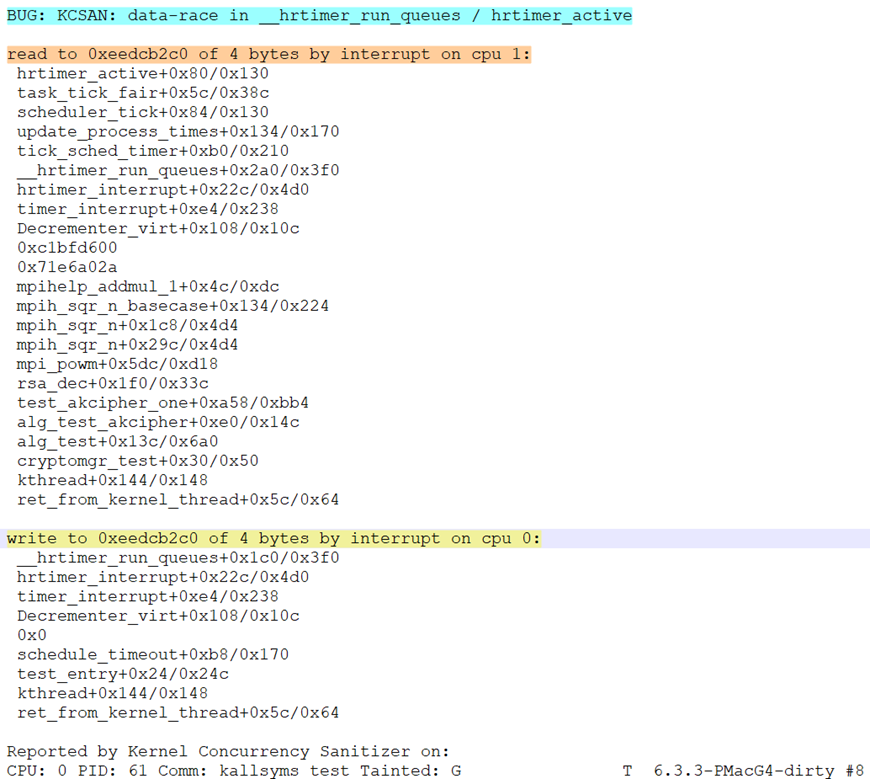 BUG: KCSAN: data-race in __hrtimer_run_queues / hrtimer_active
read to 0xeedcb2c0 of 4 bytes by interrupt on cpu 1:
hrtimer_active+0x80/0x130
task_tick_fair+0x5c/0x38c
scheduler_tick+0x84/0x130
update_process_times+0x134/0x170
tick_sched_timer+0xb0/0x210
__hrtimer_run_queues+0x2a0/0x3f0
hrtimer_interrupt+0x22c/0x4d0
timer_interrupt+0xe4/0x238
Decrementer_virt+0x108/0x10c
0xc1bfd600
0x71e6a02a
mpihelp_addmul_1+0x4c/0xdc
mpih_sqr_n_basecase+0x134/0x224
mpih_sqr_n+0x1c8/0x4d4
mpih_sqr_n+0x29c/0x4d4
mpi_powm+0x5dc/0xd18
rsa_dec+0x1f0/0x33c
test_akcipher_one+0xa58/0xbb4
alg_test_akcipher+0xe0/0x14c
alg_test+0x13c/0x6a0
cryptomgr_test+0x30/0x50
kthread+0x144/0x148
ret_from_kernel_thread+0x5c/0x64
write to 0xeedcb2c0 of 4 bytes by interrupt on cpu 0:
__hrtimer_run_queues+0x1c0/0x3f0
hrtimer_interrupt+0x22c/0x4d0
timer_interrupt+0xe4/0x238
Decrementer_virt+0x108/0x10c
0x0
schedule_timeout+0xb8/0x170
test_entry+0x24/0x24c
kthread+0x144/0x148
ret_from_kernel_thread+0x5c/0x64
Reported by Kernel Concurrency Sanitizer on:
CPU: 0 PID: 61 Comm: kallsyms test Tainted: G T 6.3.3-PMacG4-dirty #8